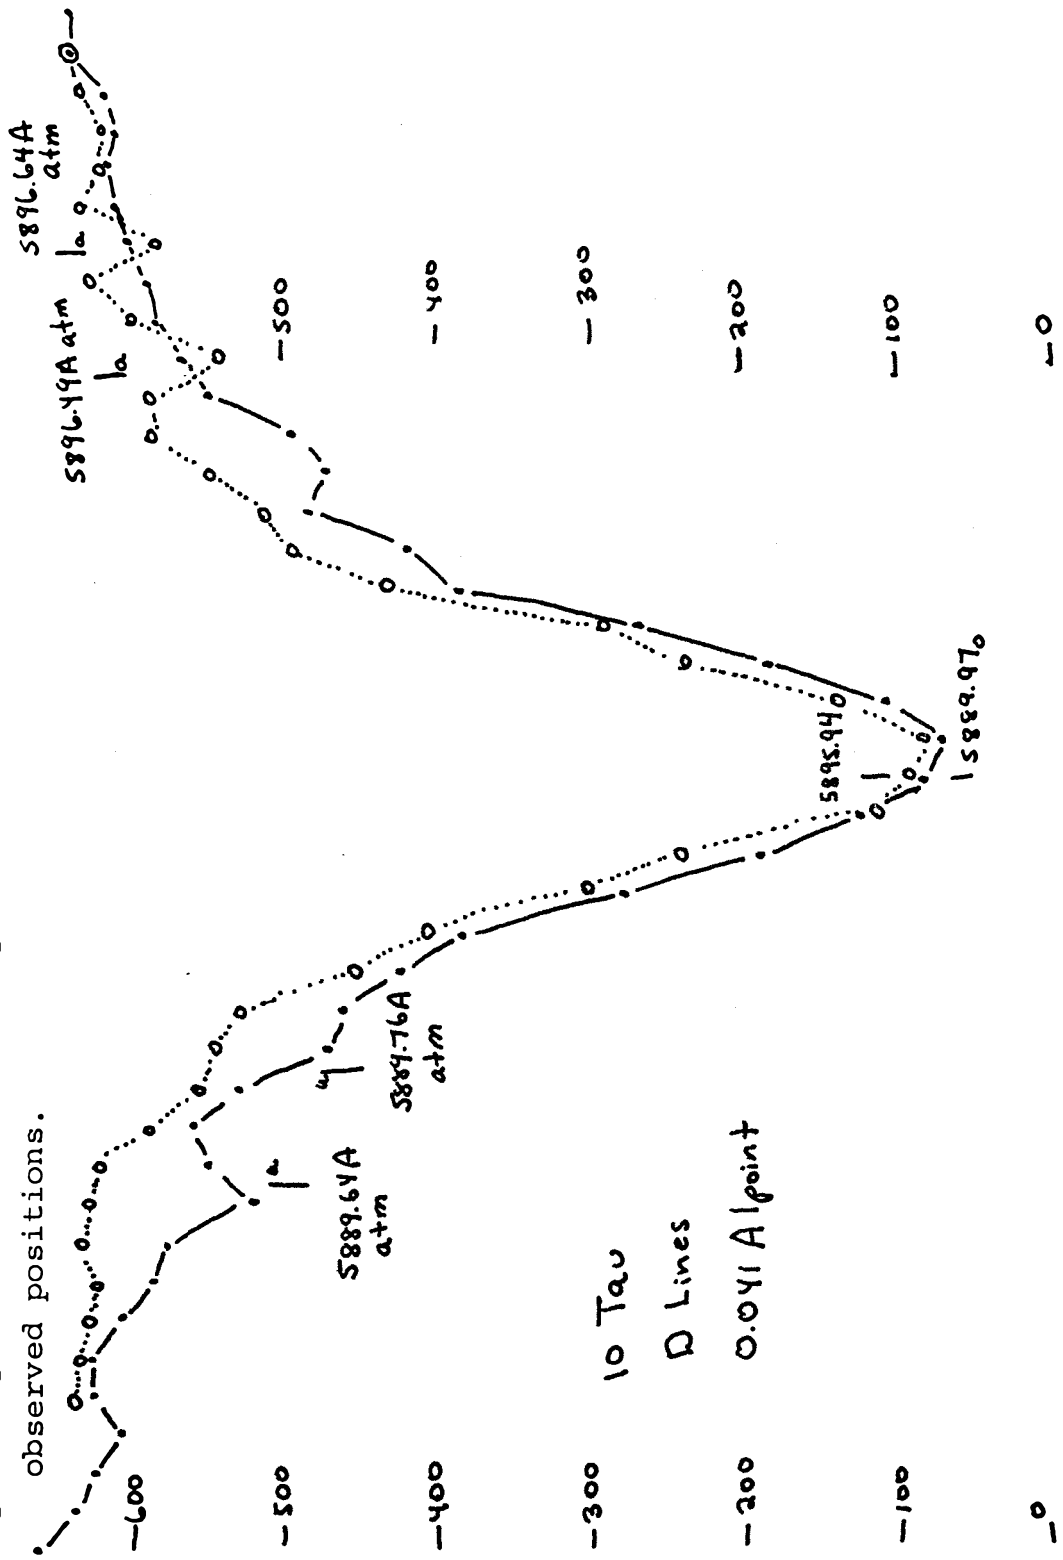 observed positions.
5896.64A
atm
a
5896.49A atm
a
-500
-400
-300
-200
-100
-0
5895.94
5889.97
a
5889.76A
atm
a
5889.64A
atm
10 Tau
D Lines
0.041 A/point
-600
-500
-400
-300
-200
-100
-0